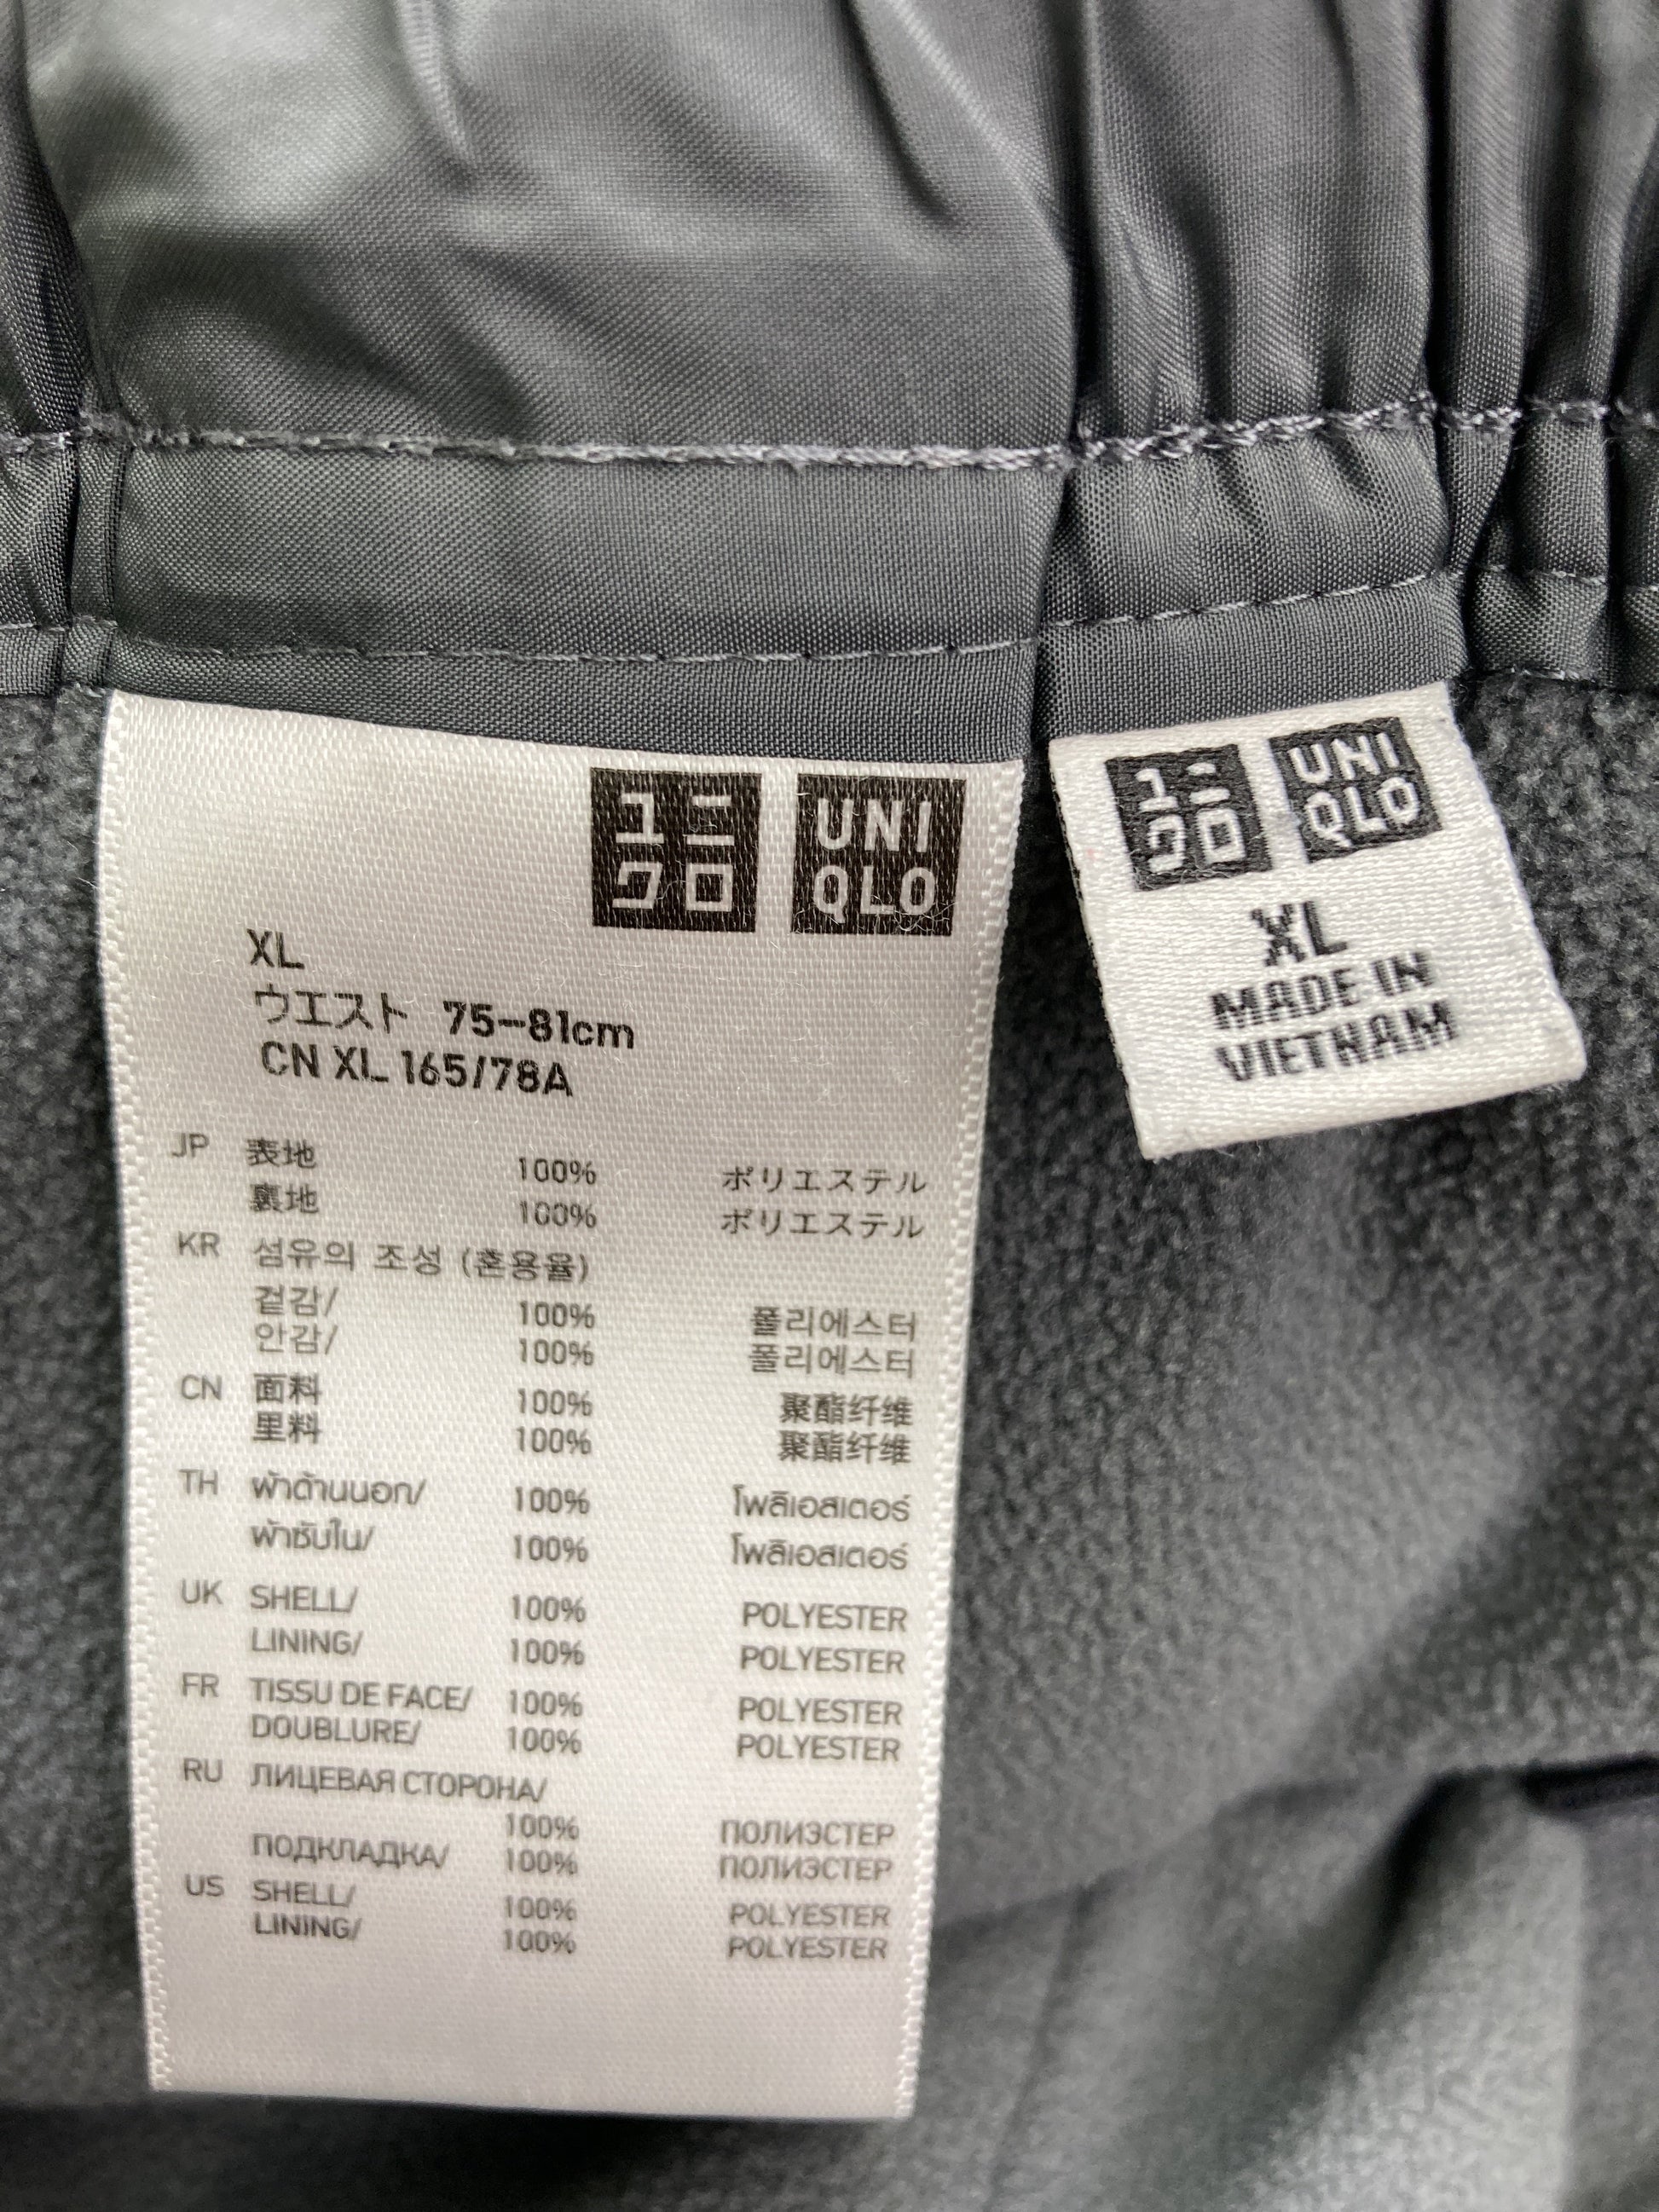 ユニ
クロ
UNI
QLO
XL
ウエスト 75-81cm
CN XL 165/78A
JP 表地 100% ポリエステル
裏地 100% ポリエステル
KR 섬유의 조성 (혼용율)
겉감/ 100% 폴리에스터
안감/ 100% 폴리에스터
CN 面料 100% 聚酯纤维
里料 100% 聚酯纤维
TH ผ้าด้านนอก/ 100% โพลิเอสเตอร์
ผ้าซับใน/ 100% โพลิเอสเตอร์
UK SHELL/ 100% POLYESTER
LINING/ 100% POLYESTER
FR TISSU DE FACE/ 100% POLYESTER
DOUBLURE/ 100% POLYESTER
RU ЛИЦЕВАЯ СТОРОНА/
100% ПОЛИЭСТЕР
ПОДКЛАДКА/ 100% ПОЛИЭСТЕР
US SHELL/ 100% POLYESTER
LINING/ 100% POLYESTER
ユニ
クロ
UNI
QLO
XL
MADE IN
VIETNAM